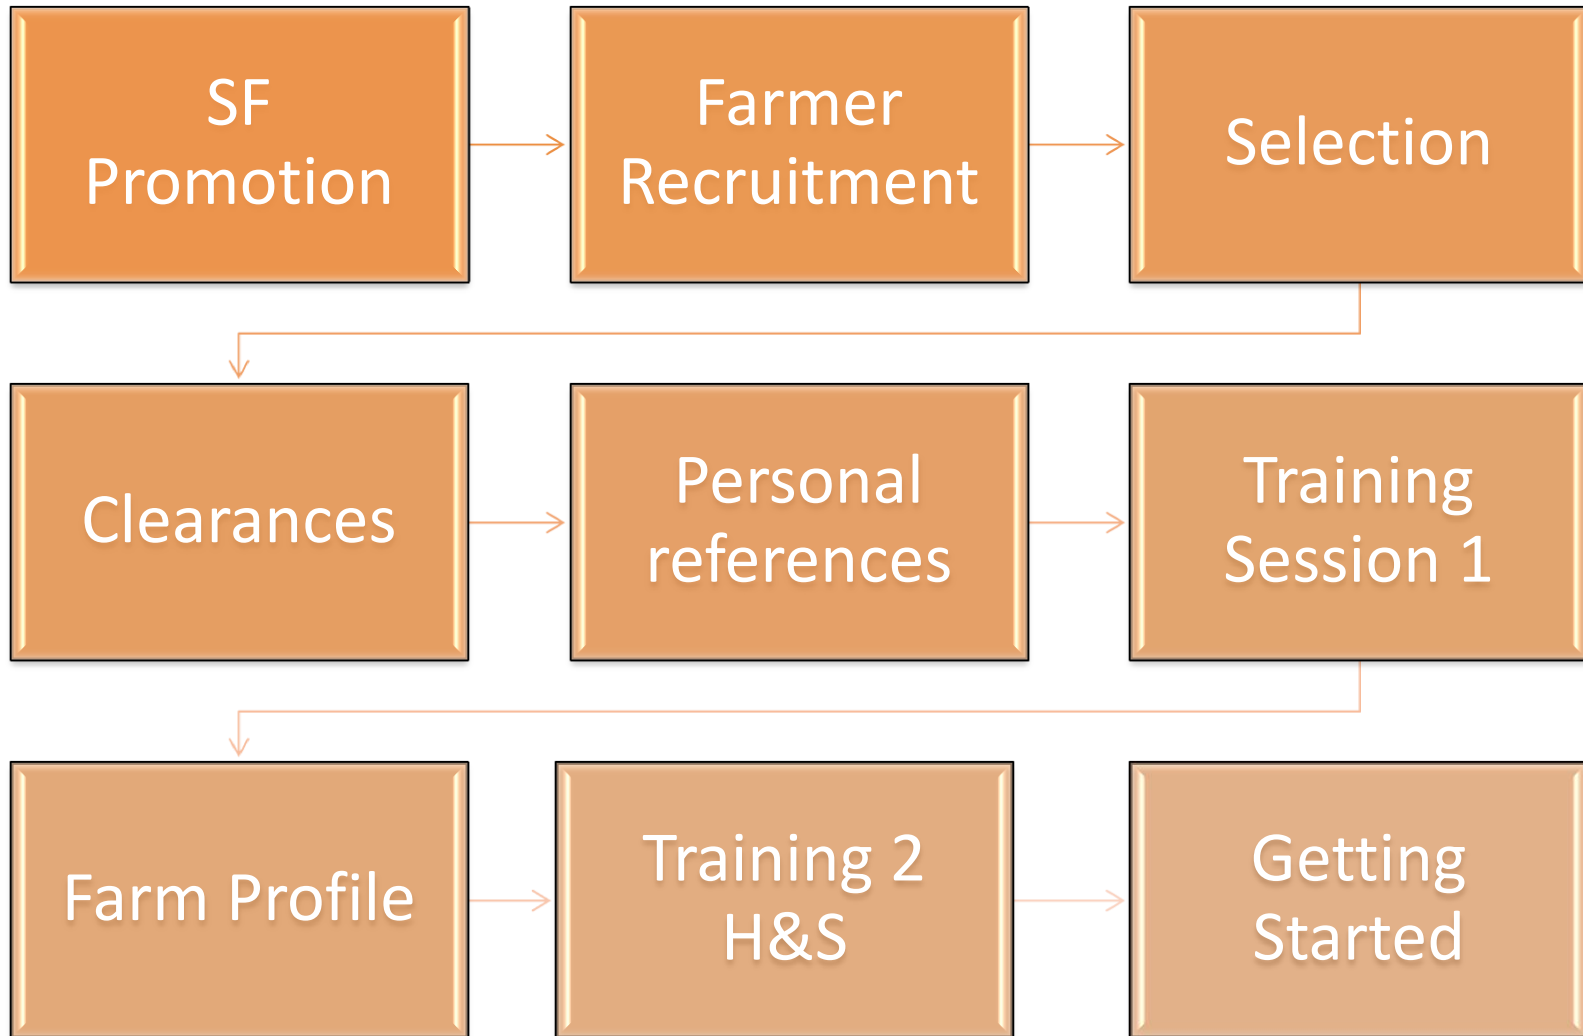 SF
Promotion
Farmer
Recruitment
Selection
Clearances
Personal
references
Training
Session 1
Farm Profile
Training 2
H&S
Getting
Started